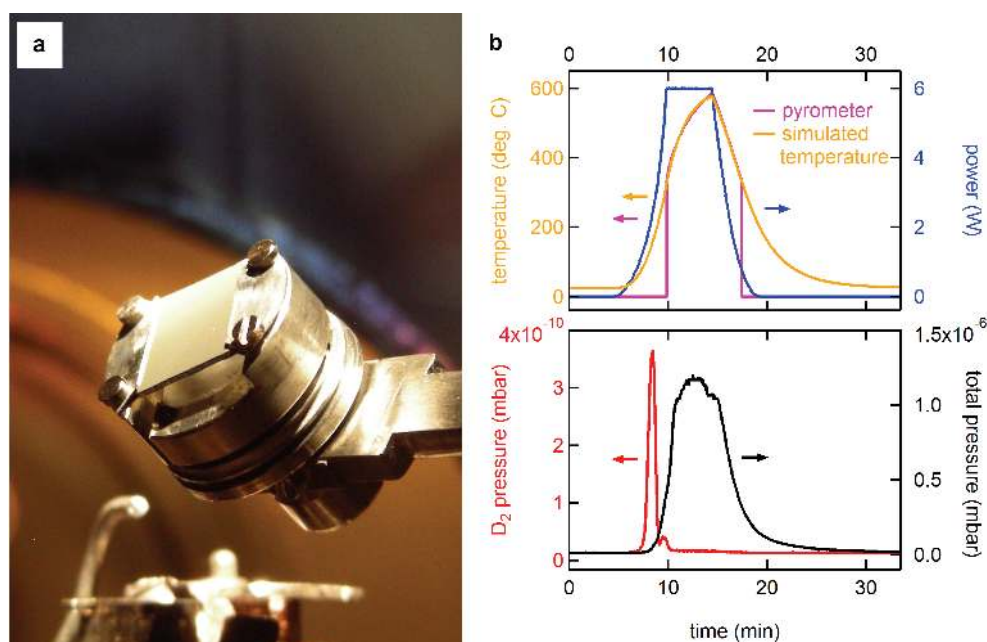 a
b
0 10 20 30
600
400
200
0
temperature (deg. C)
pyrometer
simulated
temperature
6
4
2
0
power (W)
4x10-10
3
2
1
0
D2 pressure (mbar)
1.5x10-6
1.0
0.5
0.0
total pressure
(mbar)
0 10 20 30
time (min)